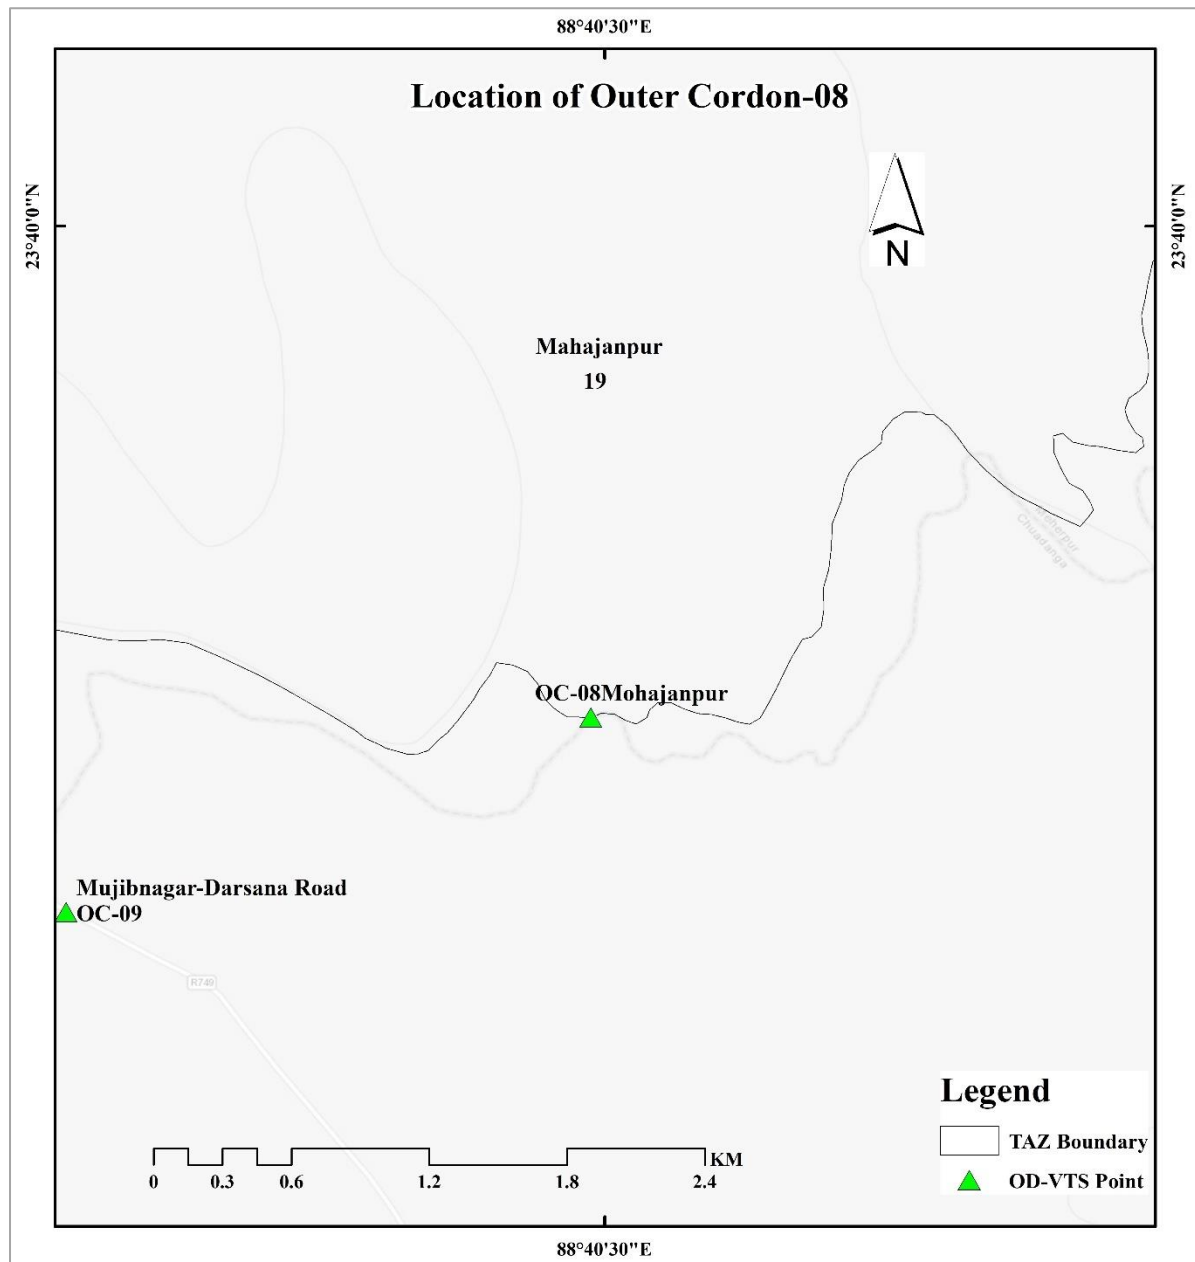 88°40'30"E
Location of Outer Cordon-08
23°40'0"N
23°40'0"N
N
Mahajanpur
19
Meherpur
Chuadanga
OC-08Mohajanpur
Mujibnagar-Darsana Road
OC-09
R749
Legend
TAZ Boundary
OD-VTS Point
KM
0 0.3 0.6 1.2 1.8 2.4
88°40'30"E